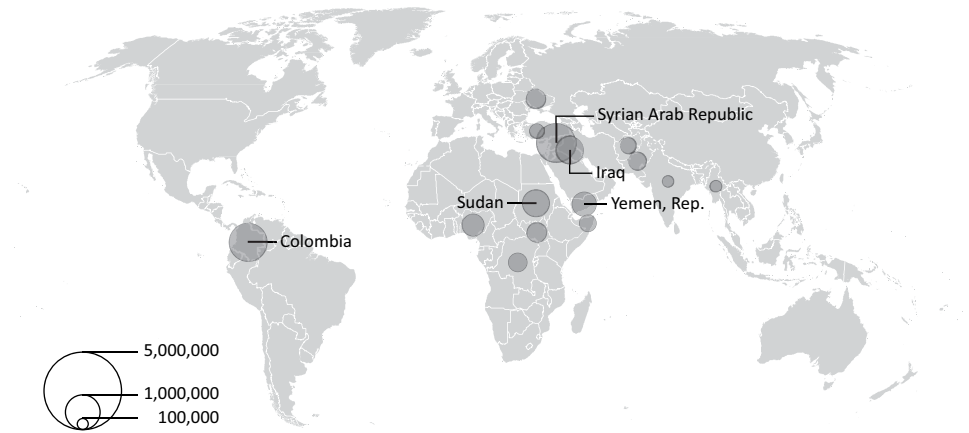 Syrian Arab Republic
Iraq
Sudan
Yemen, Rep.
Colombia
5,000,000
1,000,000
100,000